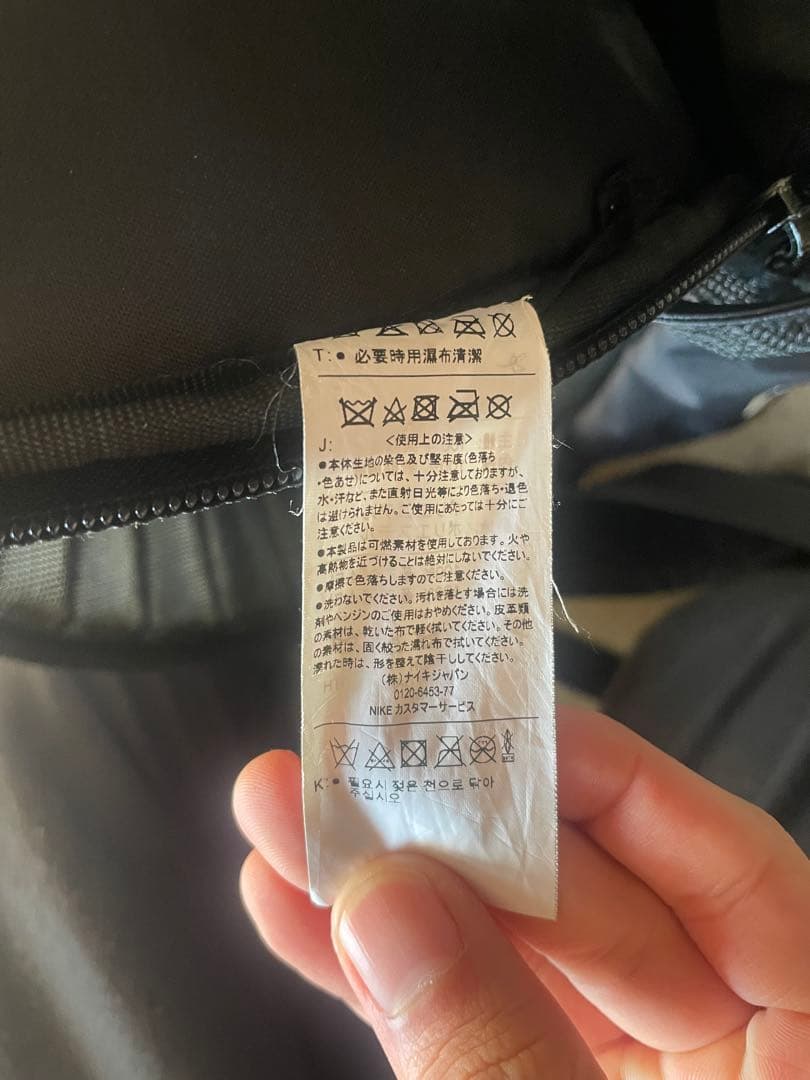 T: ● 必要時用濕布清潔
J: <使用上の注意>
●本体生地の染色及び堅牢度(色落ち
・色あせ)については、十分注意しておりますが、
水・汗など、また直射日光等により色落ち・退色
は避けられません。ご使用にあたっては十分にご
注意ください。
●本製品は可燃素材を使用しております。火や
高熱物を近づけることは絶対にしないでください。
●摩擦で色落ちしますのでご注意ください。
●洗わないでください。汚れを落とす場合には洗
剤やベンジンのご使用はおやめください。皮革類
の素材は、乾いた布で軽く拭いてください。その他
の素材は、固く絞った濡れ布で拭いてください。
濡れた時は、形を整えて陰干ししてください。
(株)ナイキジャパン
0120-6453-77
NIKE カスタマーサービス
K: ● 필요시 젖은 천으로 닦아
주십시오